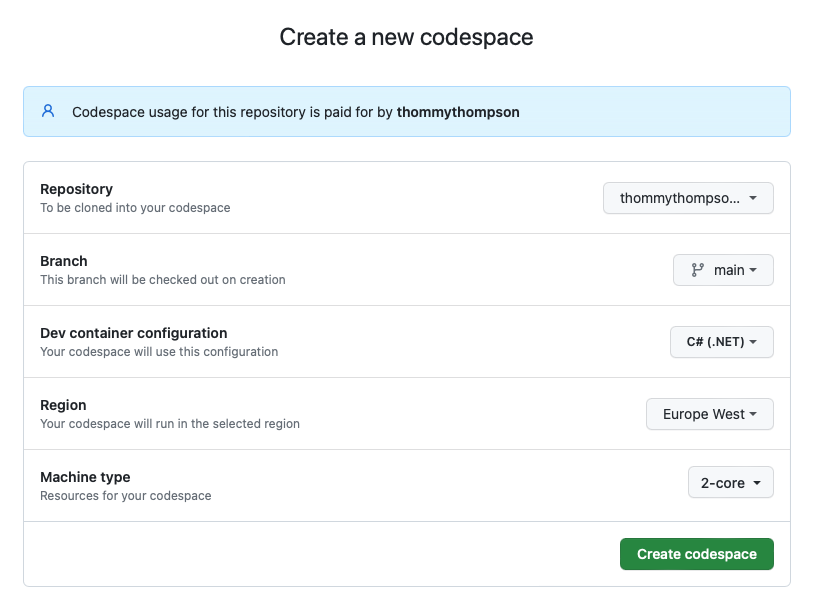 Create a new codespace
Codespace usage for this repository is paid for by thommythompson
Repository
To be cloned into your codespace
thommythompso...
Branch
This branch will be checked out on creation
main
Dev container configuration
Your codespace will use this configuration
C# (.NET)
Region
Your codespace will run in the selected region
Europe West
Machine type
Resources for your codespace
2-core
Create codespace